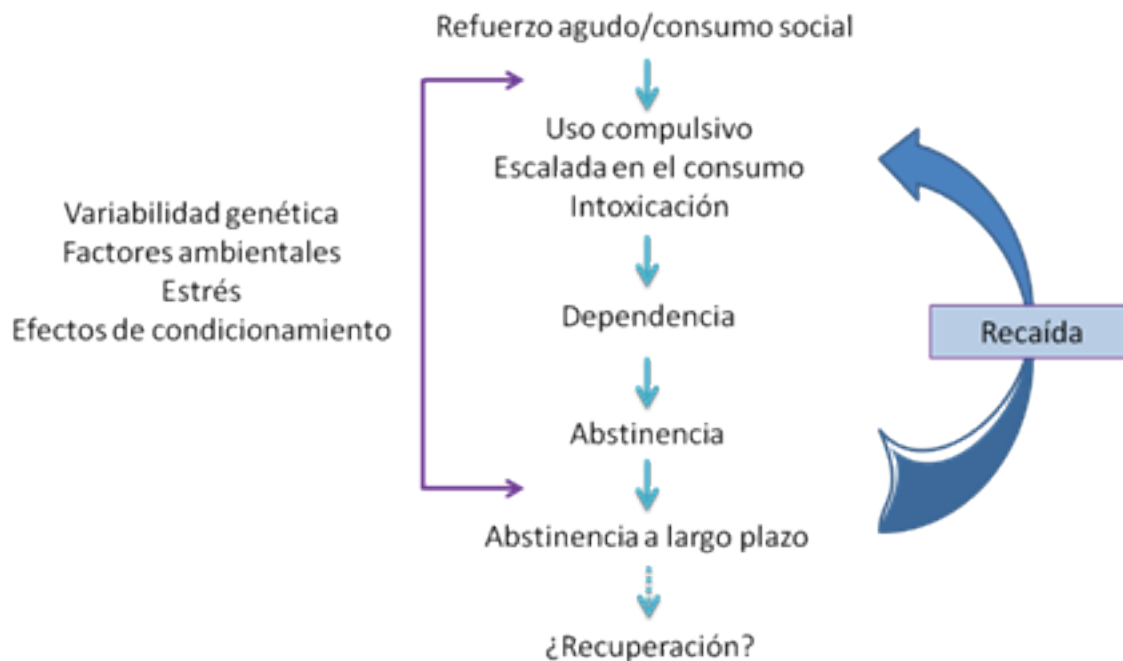 Refuerzo agudo/consumo social
Uso compulsivo
Escalada en el consumo
Intoxicación
Variabilidad genética
Factores ambientales
Estrés
Efectos de condicionamiento
Dependencia
Recaída
Abstinencia
Abstinencia a largo plazo
¿Recuperación?